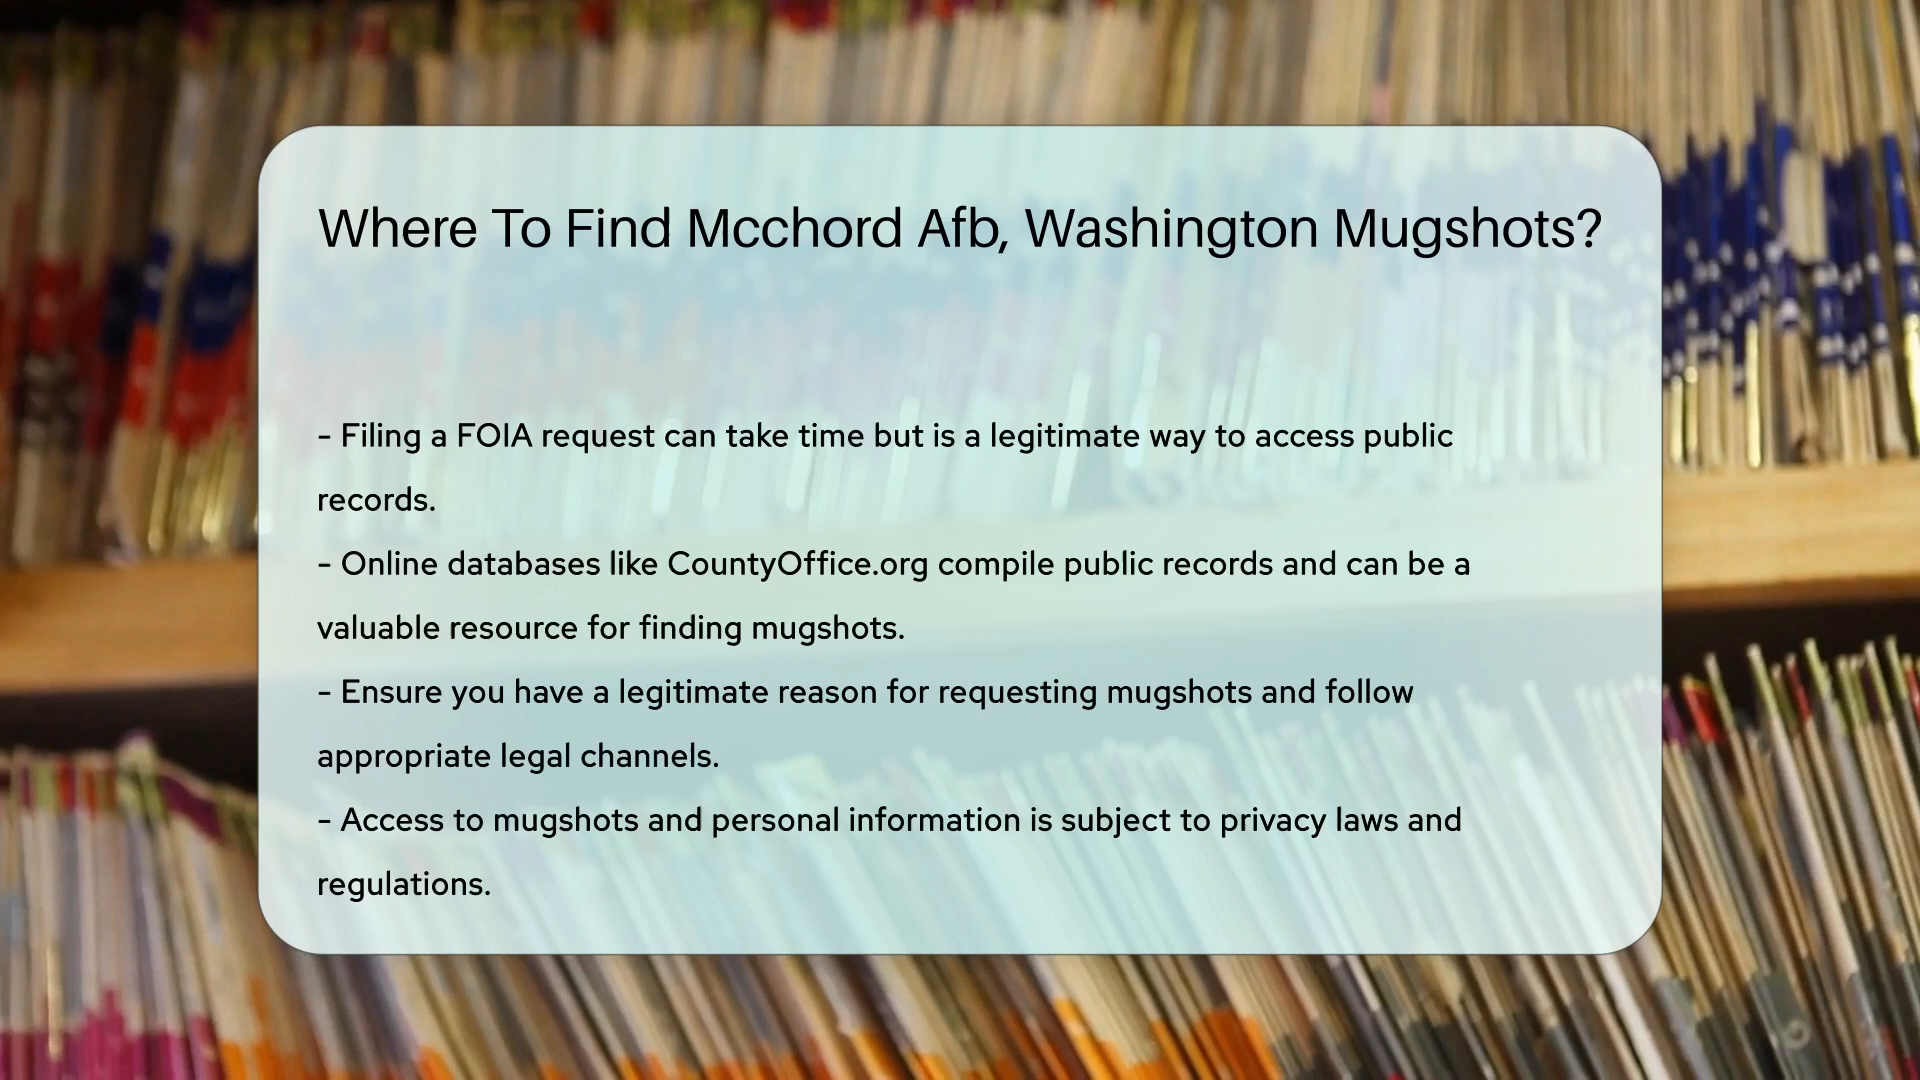 Where To Find Mcchord Afb, Washington Mugshots?
- Filing a FOIA request can take time but is a legitimate way to access public
records.
- Online databases like CountyOffice.org compile public records and can be a
valuable resource for finding mugshots.
- Ensure you have a legitimate reason for requesting mugshots and follow
appropriate legal channels.
- Access to mugshots and personal information is subject to privacy laws and
regulations.